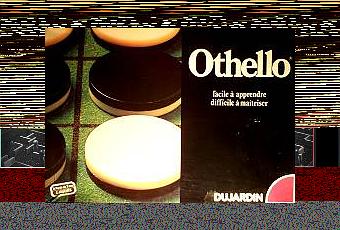 Othello
facile à apprendre
difficile à maîtriser
DUJARDIN